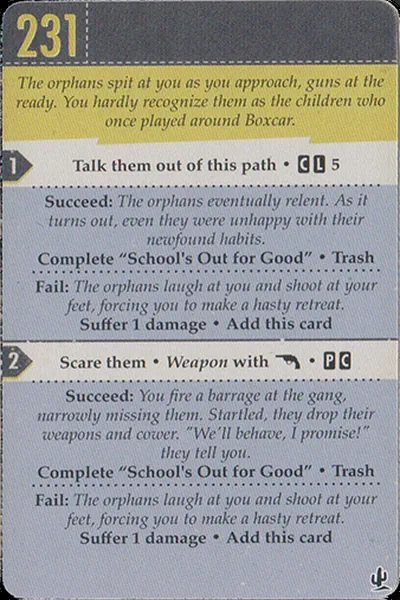 231
The orphans spit at you as you approach, guns at the
ready. You hardly recognize them as the children who
once played around Boxcar.
1
Talk them out of this path • C L 5
Succeed: The orphans eventually relent. As it
turns out, even they were unhappy with their
newfound habits.
Complete “School's Out for Good” • Trash
Fail: The orphans laugh at you and shoot at your
feet, forcing you to make a hasty retreat.
Suffer 1 damage • Add this card
2
Scare them • Weapon with • P C
Succeed: You fire a barrage at the gang,
narrowly missing them. Startled, they drop their
weapons and cower. "We'll behave, I promise!"
they tell you.
Complete “School's Out for Good” • Trash
Fail: The orphans laugh at you and shoot at your
feet, forcing you to make a hasty retreat.
Suffer 1 damage • Add this card